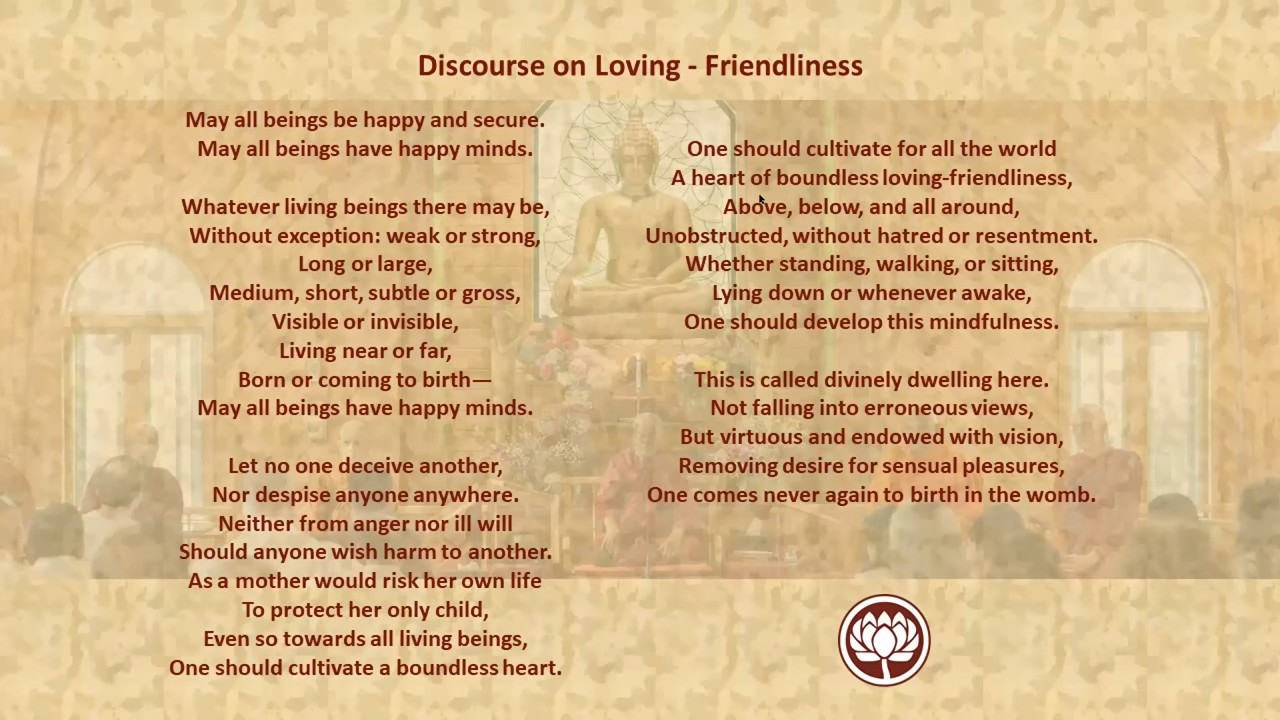 Discourse on Loving - Friendliness
May all beings be happy and secure.
May all beings have happy minds.
Whatever living beings there may be,
Without exception: weak or strong,
Long or large,
Medium, short, subtle or gross,
Visible or invisible,
Living near or far,
Born or coming to birth—
May all beings have happy minds.
Let no one deceive another,
Nor despise anyone anywhere.
Neither from anger nor ill will
Should anyone wish harm to another.
As a mother would risk her own life
To protect her only child,
Even so towards all living beings,
One should cultivate a boundless heart.
One should cultivate for all the world
A heart of boundless loving-friendliness,
Above, below, and all around,
Unobstructed, without hatred or resentment.
Whether standing, walking, or sitting,
Lying down or whenever awake,
One should develop this mindfulness.
This is called divinely dwelling here.
Not falling into erroneous views,
But virtuous and endowed with vision,
Removing desire for sensual pleasures,
One comes never again to birth in the womb.